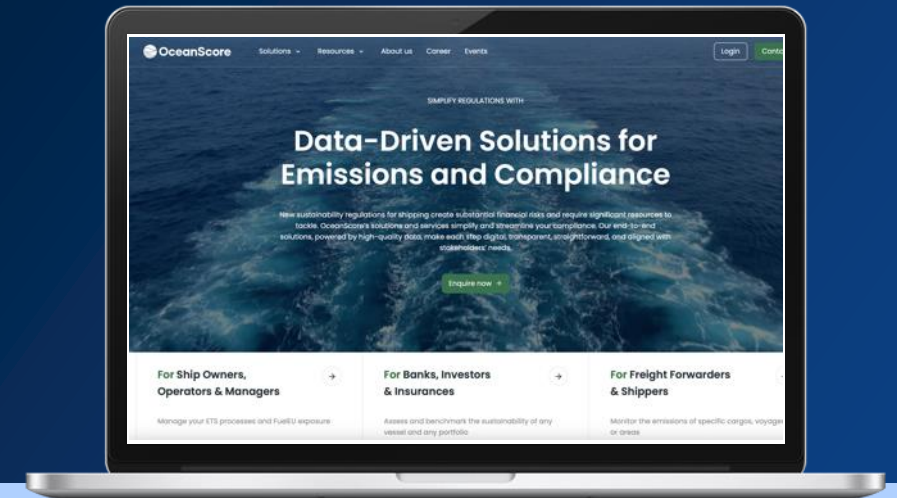 OceanScore
Solutions
Resources
About us
Career
Events
Login
SIMPLIFY REGULATIONS WITH
Data-Driven Solutions for
Emissions and Compliance
New sustainability regulations for shipping create substantial financial risks and require significant resources to
tackle. OceanScore's solutions and services simplify and streamline your compliance. Our end-to-end
solutions, powered by high-quality data, make each step digital, transparent, straightforward, and aligned with
stakeholders' needs.
Enquire now
For Ship Owners,
Operators & Managers
Manage your ETS processes and FuelEU exposure
For Banks, Investors
& Insurances
Assess and benchmark the sustainability of any
vessel and any portfolio
For Freight Forwarders
& Shippers
Monitor the emissions of specific cargos, voyages
or areas